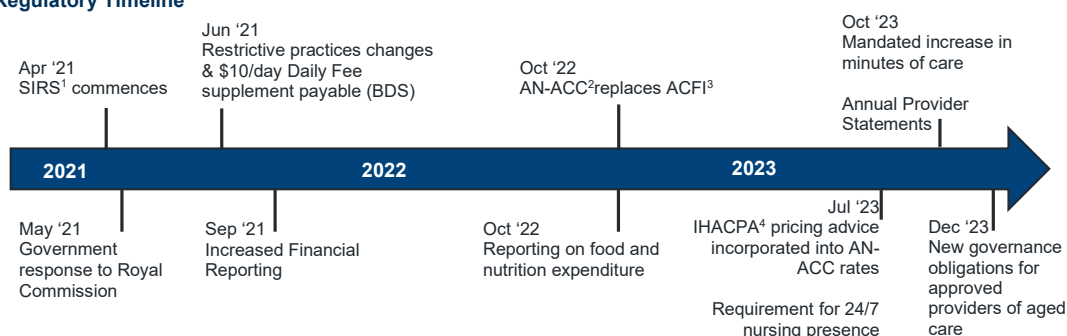 Regulatory Timeline
Apr ‘21
SIRS¹ commences
Jun ‘21
Restrictive practices changes
& $10/day Daily Fee
supplement payable (BDS)
Oct ‘22
AN-ACC²replaces ACFI³
Oct ‘23
Mandated increase in
minutes of care
Annual Provider
Statements
2021
2022
2023
May ‘21
Government
response to Royal
Commission
Sep ‘21
Increased Financial
Reporting
Oct ‘22
Reporting on food and
nutrition expenditure
Jul ‘23
IHACPA⁴ pricing advice
incorporated into AN-
ACC rates
Requirement for 24/7
nursing presence
Dec ‘23
New governance
obligations for
approved
providers of aged
care